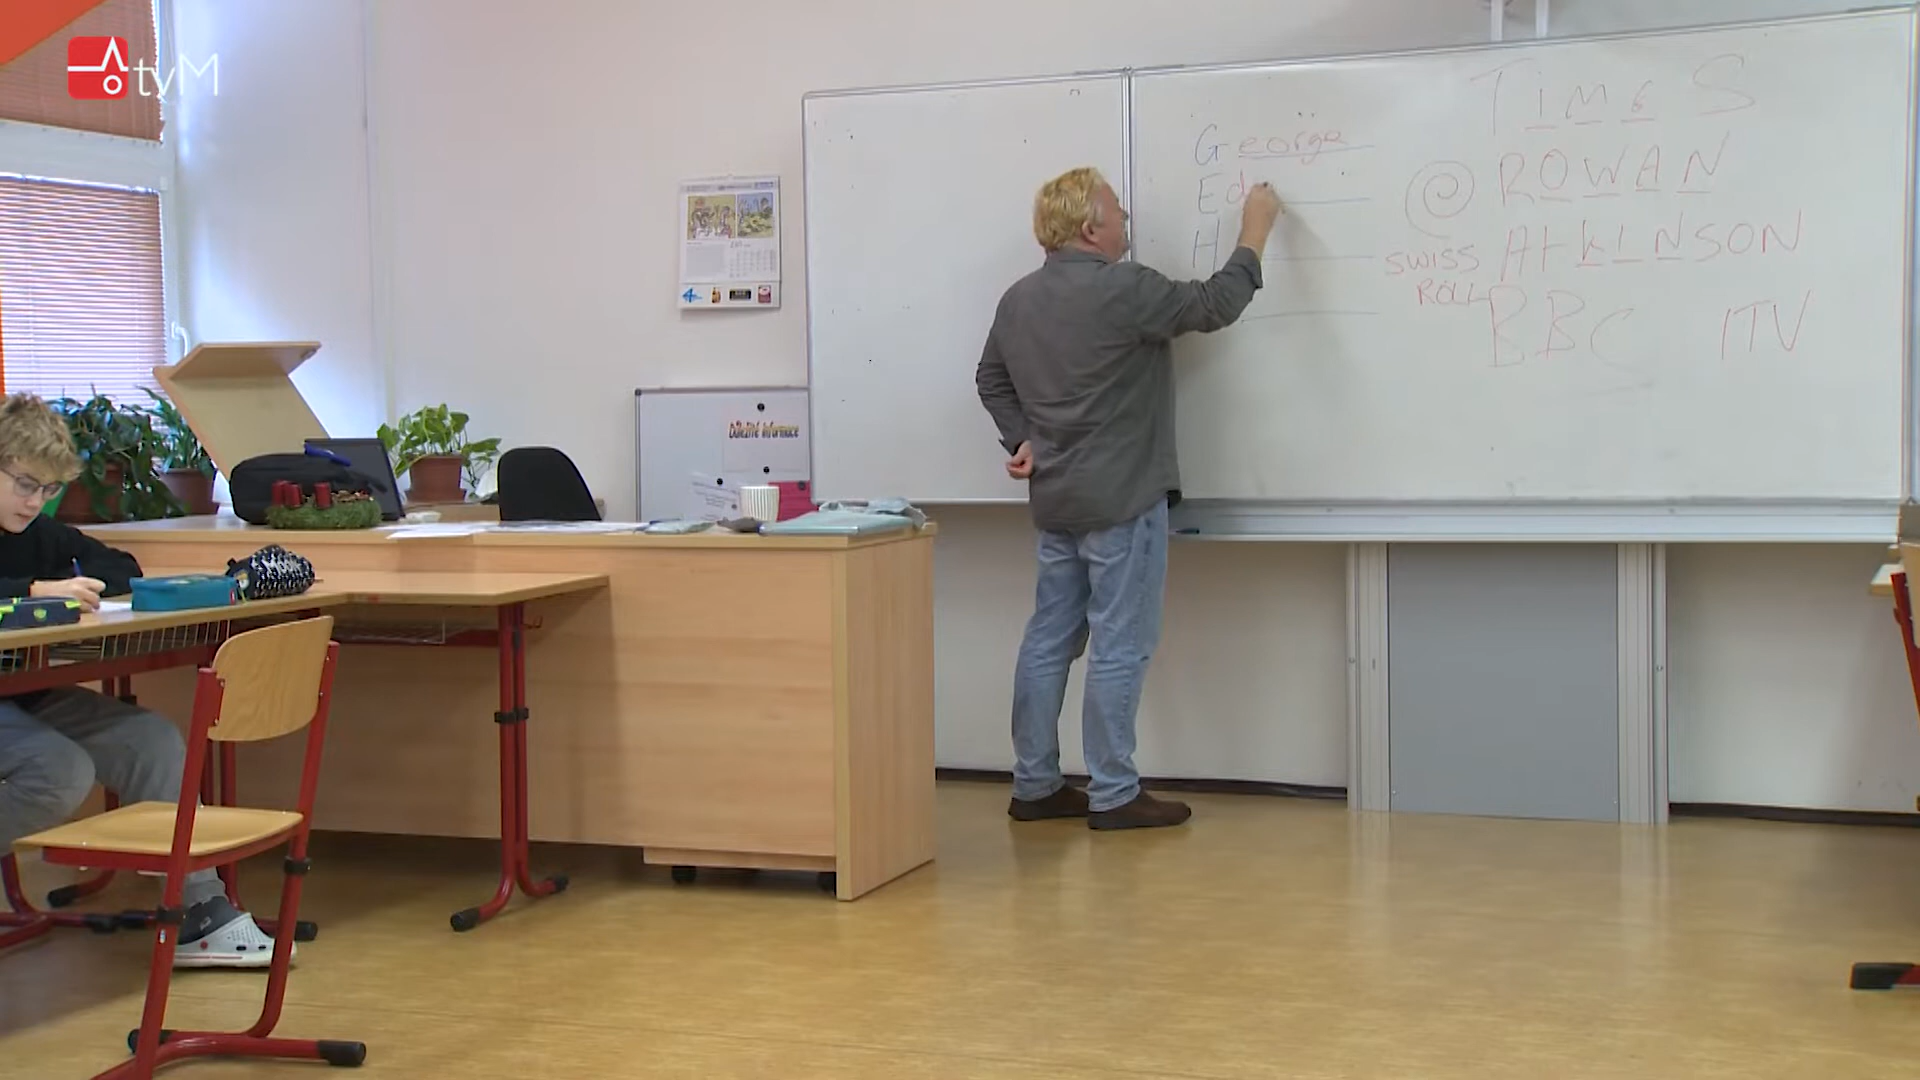 tvM
George
Ed
H
TimeS
ROWAN
SWISS
ROLL
AtkINSON
BBC ITV
Důležité informace